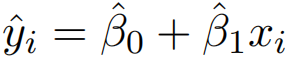 ŷᵢ = β̂₀ + β̂₁xᵢ